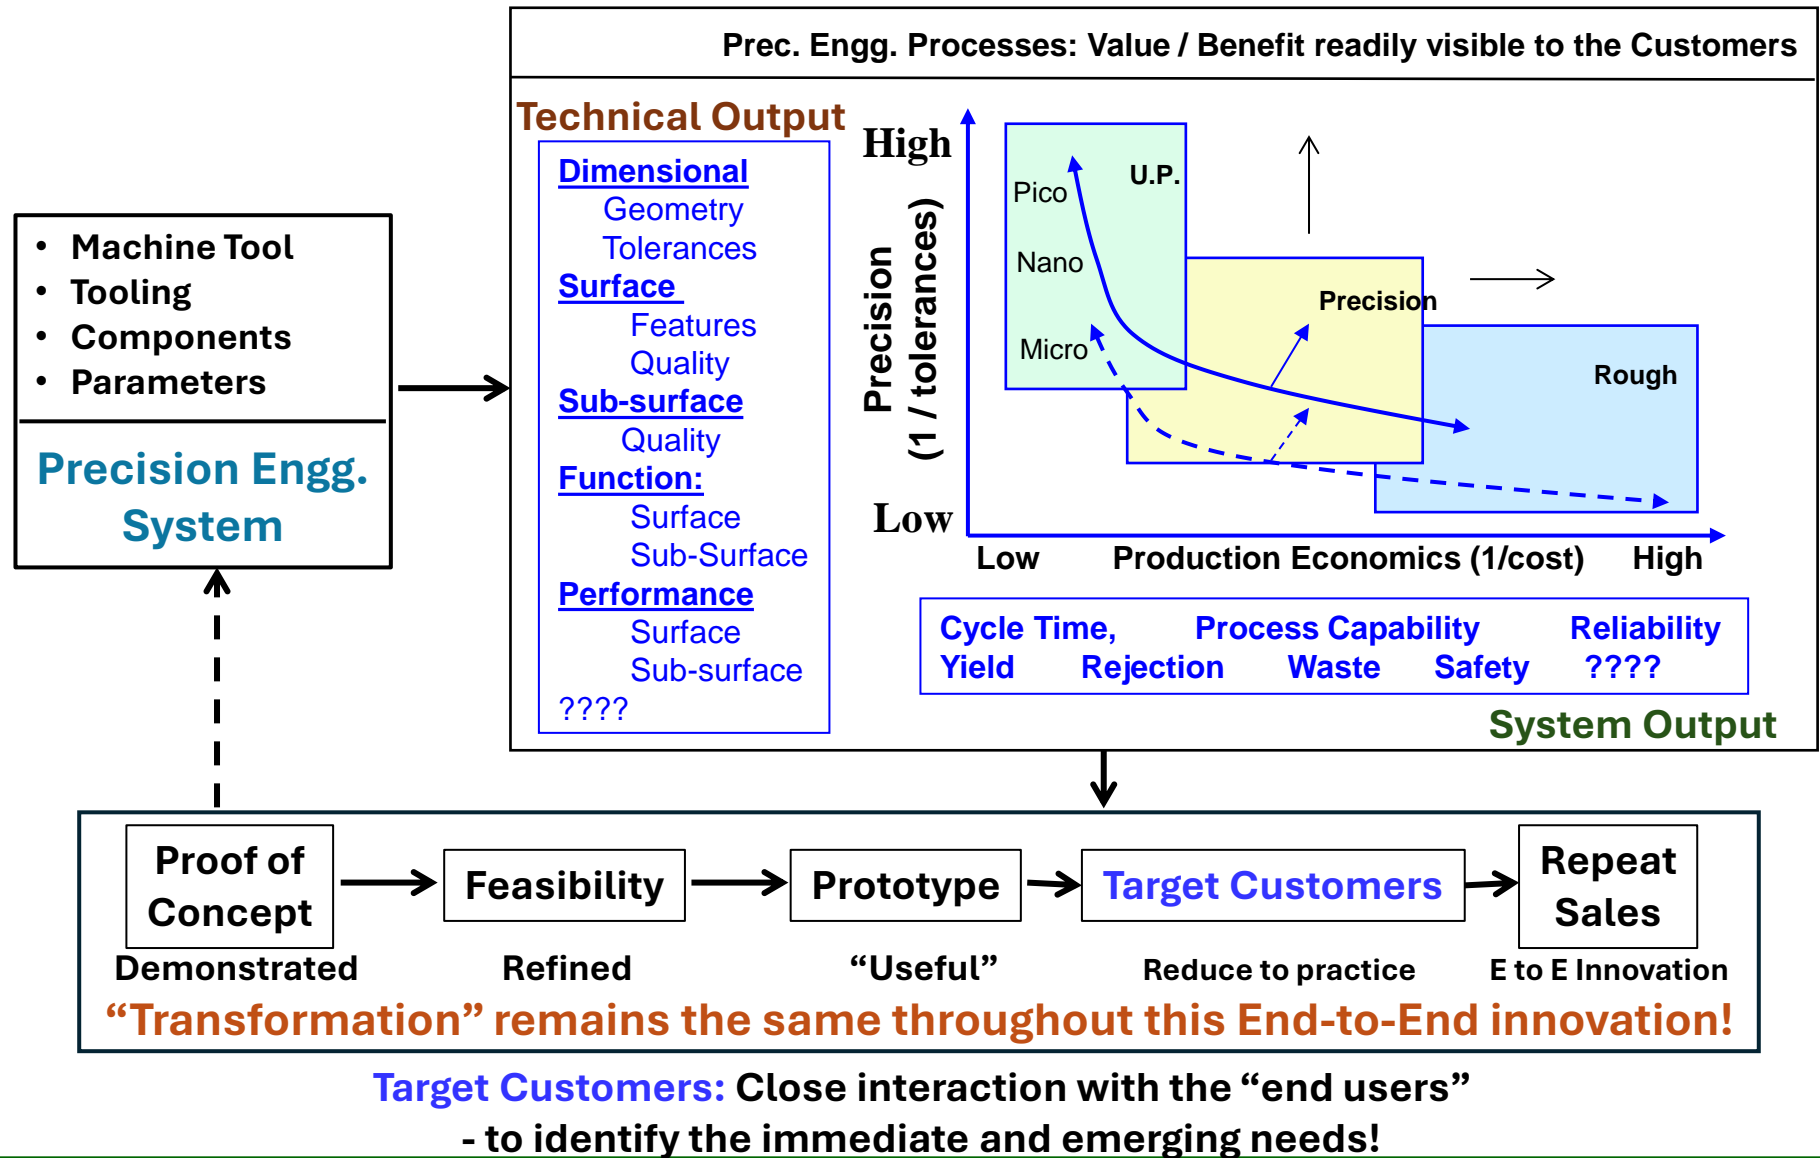 Prec. Engg. Processes: Value / Benefit readily visible to the Customers
• Machine Tool
• Tooling
• Components
• Parameters
Precision Engg.
System
Technical Output
Dimensional
Geometry
Tolerances
Surface
Features
Quality
Sub-surface
Quality
Function:
Surface
Sub-Surface
Performance
Surface
Sub-surface
????
Precision
(1 / tolerances)
High
Low
Pico
Nano
Micro
U.P.
Precision
Rough
Low Production Economics (1/cost) High
Cycle Time, Process Capability Reliability
Yield Rejection Waste Safety ????
System Output
Proof of
Concept
Feasibility
Prototype
Target Customers
Repeat
Sales
Demonstrated Refined “Useful” Reduce to practice E to E Innovation
“Transformation” remains the same throughout this End-to-End innovation!
Target Customers: Close interaction with the “end users”
- to identify the immediate and emerging needs!